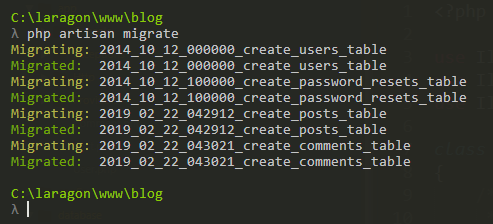 C:\laragon\www\blog
λ php artisan migrate
Migrating: 2014_10_12_000000_create_users_table
Migrated:  2014_10_12_000000_create_users_table
Migrating: 2014_10_12_100000_create_password_resets_table
Migrated:  2014_10_12_100000_create_password_resets_table
Migrating: 2019_02_22_042912_create_posts_table
Migrated:  2019_02_22_042912_create_posts_table
Migrating: 2019_02_22_043021_create_comments_table
Migrated:  2019_02_22_043021_create_comments_table
C:\laragon\www\blog
λ
<?php